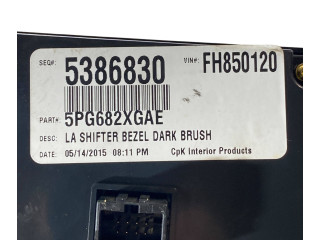 SEQ#: 5386830 VIN#: FH850120
PART#: 5PG682XGAE
DESC: LA SHIFTER BEZEL DARK BRUSH
DATE: 05/14/2015 08:11 PM CpK Interior Products